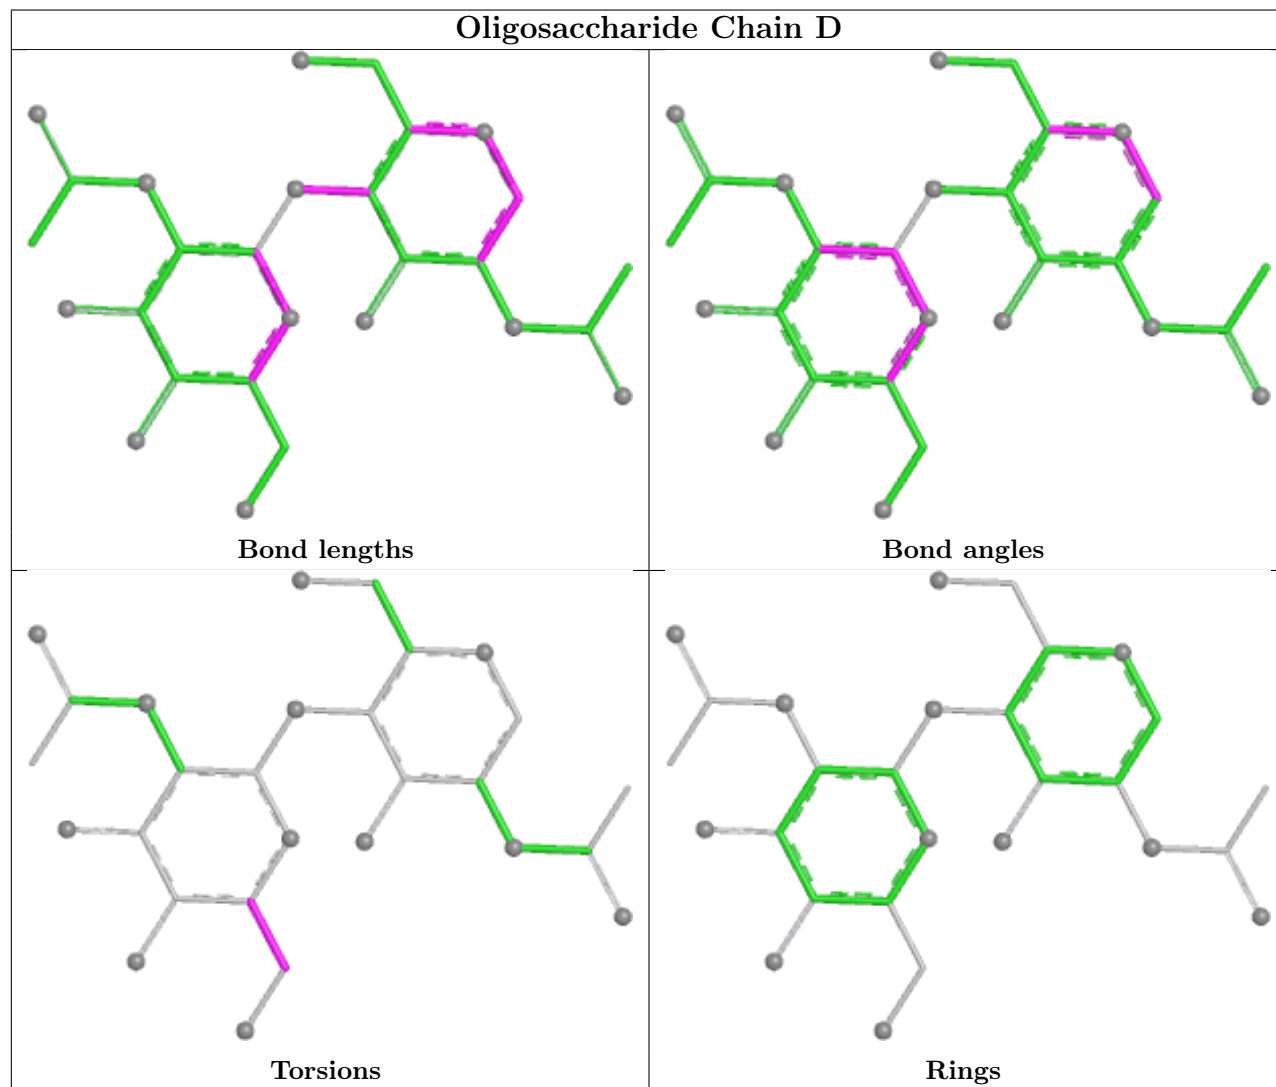 Oligosaccharide Chain D
Bond lengths
Bond angles
Torsions
Rings